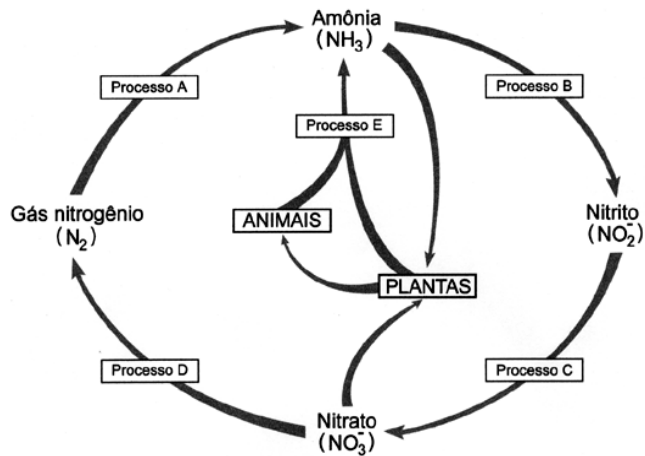 Amônia
(NH3)
Processo A
Processo B
Processo E
Gás nitrogênio
(N2)
ANIMAIS
Nitrito
(NO2-)
PLANTAS
Processo D
Processo C
Nitrato
(NO3-)